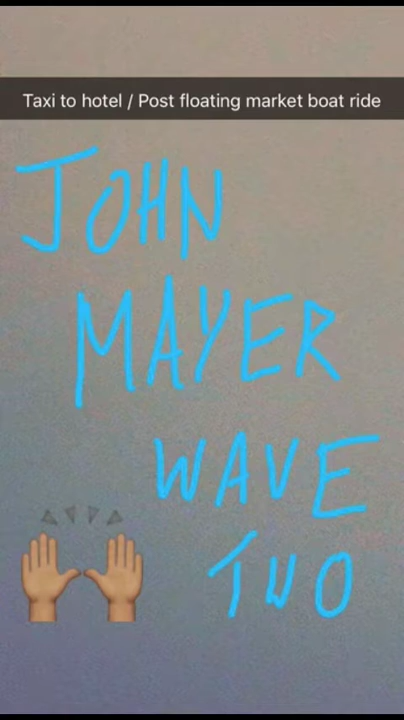 Taxi to hotel / Post floating market boat ride
JOHN
MAYER
WAVE
TWO